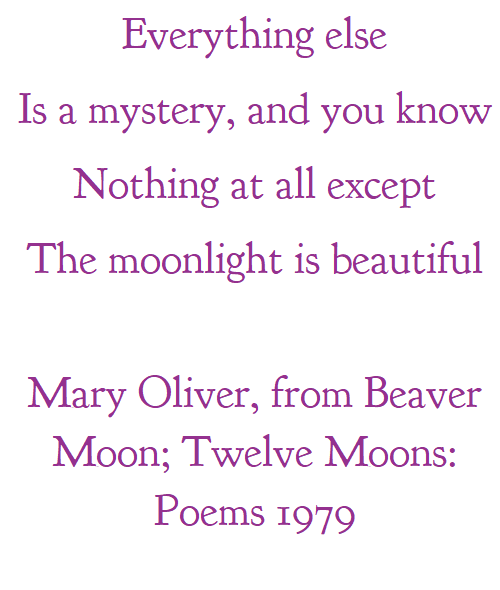 Everything else
Is a mystery, and you know
Nothing at all except
The moonlight is beautiful
Mary Oliver, from Beaver
Moon; Twelve Moons:
Poems 1979